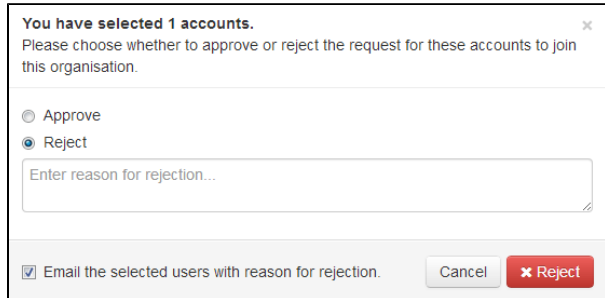 You have selected 1 accounts.
Please choose whether to approve or reject the request for these accounts to join
this organisation.
Approve
Reject
Enter reason for rejection...
Email the selected users with reason for rejection.
Cancel
Reject